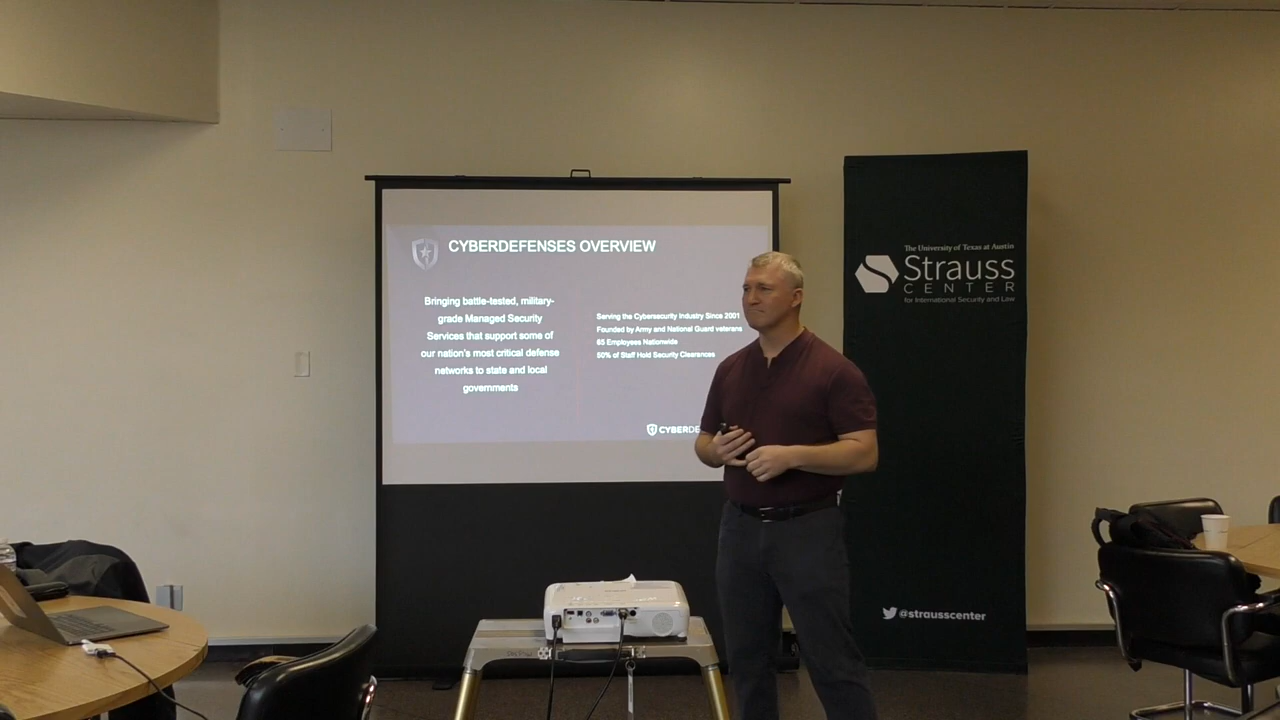 CYBERDEFENSES OVERVIEW
Bringing battle-tested, military-
grade Managed Security
Services that support some of
our nation's most critical defense
networks to state and local
governments
Serving the Cybersecurity Industry Since 2001
Founded by Army and National Guard veterans
65 Employees Nationwide
50% of Staff Hold Security Clearances
CYBERDE
The University of Texas at Austin
Strauss
CENTER
for International Security and Law
@strausscenter